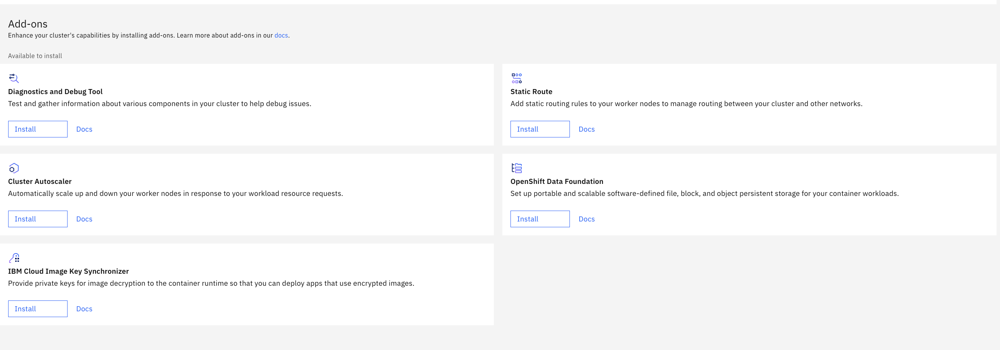 Add-ons
Enhance your cluster's capabilities by installing add-ons. Learn more about add-ons in our docs.
Available to install
Diagnostics and Debug Tool
Test and gather information about various components in your cluster to help debug issues.
Install
Docs
Static Route
Add static routing rules to your worker nodes to manage routing between your cluster and other networks.
Install
Docs
Cluster Autoscaler
Automatically scale up and down your worker nodes in response to your workload resource requests.
Install
Docs
OpenShift Data Foundation
Set up portable and scalable software-defined file, block, and object persistent storage for your container workloads.
Install
Docs
IBM Cloud Image Key Synchronizer
Provide private keys for image decryption to the container runtime so that you can deploy apps that use encrypted images.
Install
Docs